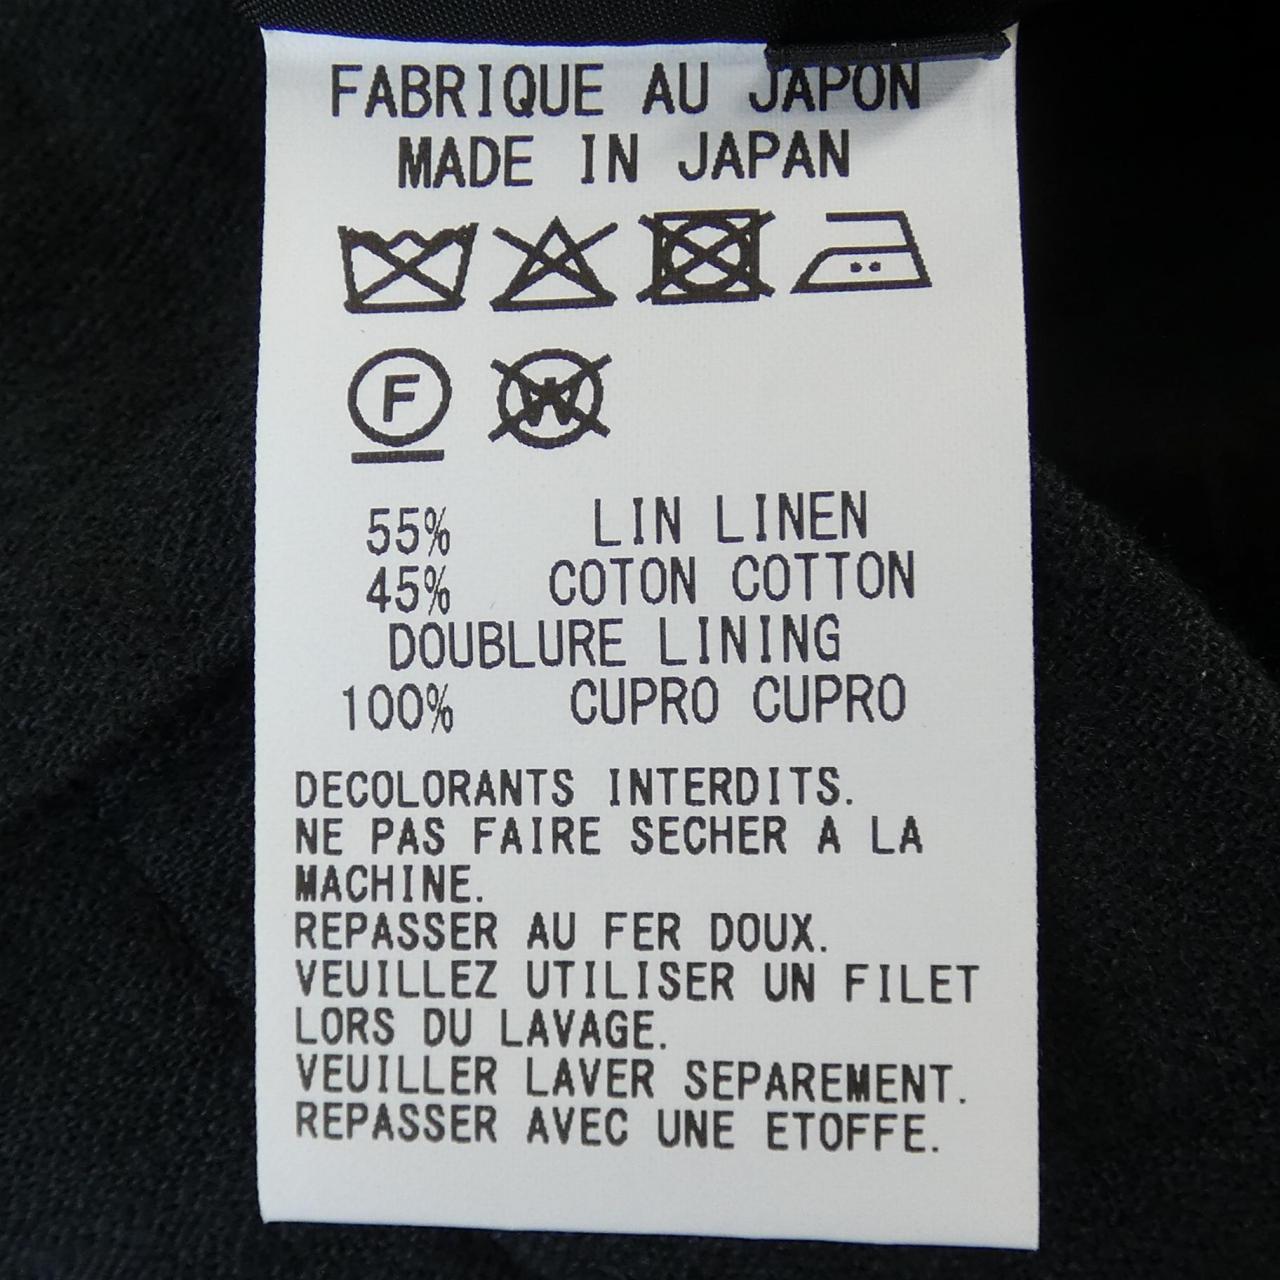 FABRIQUE AU JAPON
MADE IN JAPAN
F
W
55% LIN LINEN
45% COTON COTTON
DOUBLURE LINING
100% CUPRO CUPRO
DECOLORANTS INTERDITS.
NE PAS FAIRE SECHER A LA
MACHINE.
REPASSER AU FER DOUX.
VEUILLEZ UTILISER UN FILET
LORS DU LAVAGE.
VEUILLER LAVER SEPAREMENT.
REPASSER AVEC UNE ETOFFE.